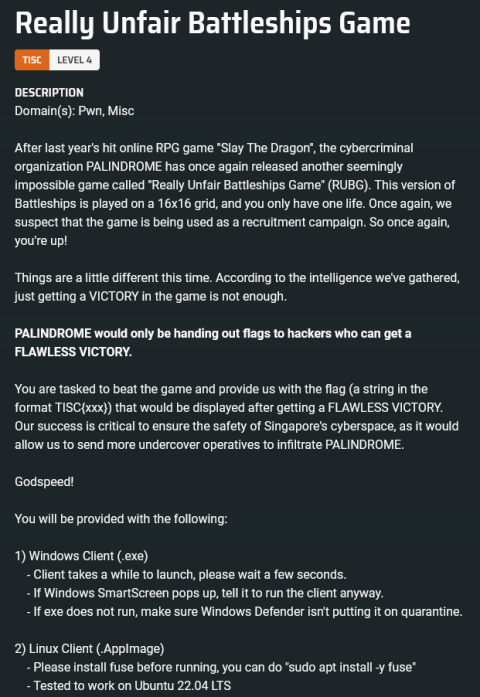 Really Unfair Battleships Game
TISC LEVEL 4
DESCRIPTION
Domain(s): Pwn, Misc
After last year's hit online RPG game "Slay The Dragon", the cybercriminal
organization PALINDROME has once again released another seemingly
impossible game called "Really Unfair Battleships Game" (RUBG). This version of
Battleships is played on a 16x16 grid, and you only have one life. Once again, we
suspect that the game is being used as a recruitment campaign. So once again,
you're up!
Things are a little different this time. According to the intelligence we've gathered,
just getting a VICTORY in the game is not enough.
PALINDROME would only be handing out flags to hackers who can get a
FLAWLESS VICTORY.
You are tasked to beat the game and provide us with the flag (a string in the
format TISC{xxx}) that would be displayed after getting a FLAWLESS VICTORY.
Our success is critical to ensure the safety of Singapore's cyberspace, as it would
allow us to send more undercover operatives to infiltrate PALINDROME.
Godspeed!
You will be provided with the following:
1) Windows Client (.exe)
- Client takes a while to launch, please wait a few seconds.
- If Windows SmartScreen pops up, tell it to run the client anyway.
- If exe does not run, make sure Windows Defender isn't putting it on quarantine.
2) Linux Client (.AppImage)
- Please install fuse before running, you can do "sudo apt install -y fuse"
- Tested to work on Ubuntu 22.04 LTS